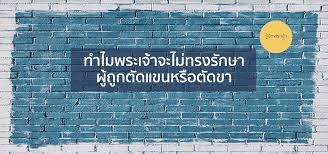 ทำไมพระเจ้าจะไม่ทรงรักษา
ผู้ถูกตัดแขนหรือตัดขา